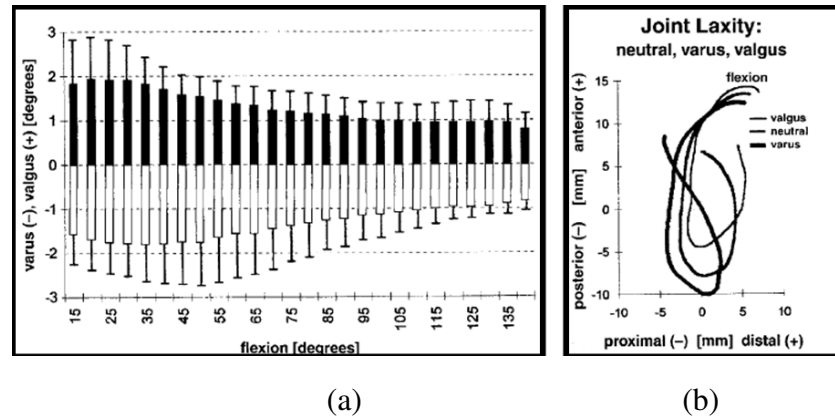 3
2
1
0
-1
-2
-3
varus (−), valgus (+) [degrees]
15
25
35
45
55
65
75
85
95
105
115
125
135
flexion [degrees]
(a)
Joint Laxity:
neutral, varus, valgus
flexion
valgus
neutral
varus
15
10
5
0
-5
-10
posterior (−) [mm] anterior (+)
-10
-5
0
5
10
proximal (−) [mm] distal (+)
(b)